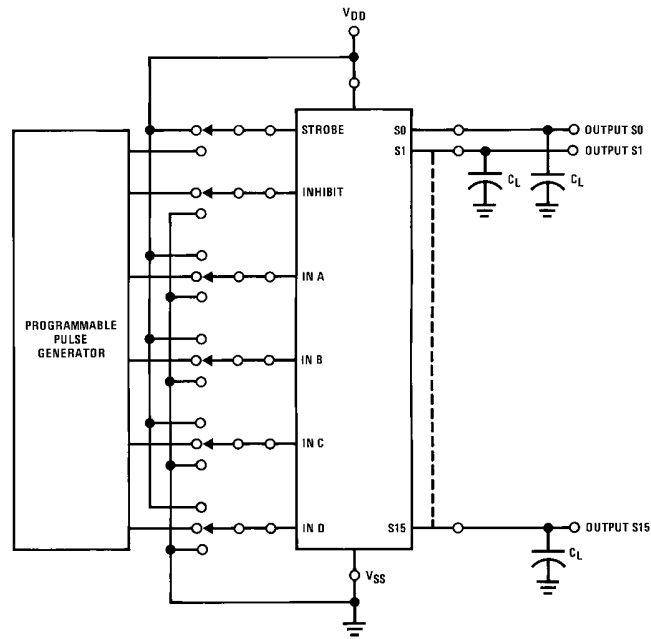 VDD
STROBE
S0
OUTPUT S0
S1
OUTPUT S1
CL
CL
INHIBIT
IN A
PROGRAMMABLE
PULSE
GENERATOR
IN B
IN C
IN D
S15
OUTPUT S15
CL
VSS